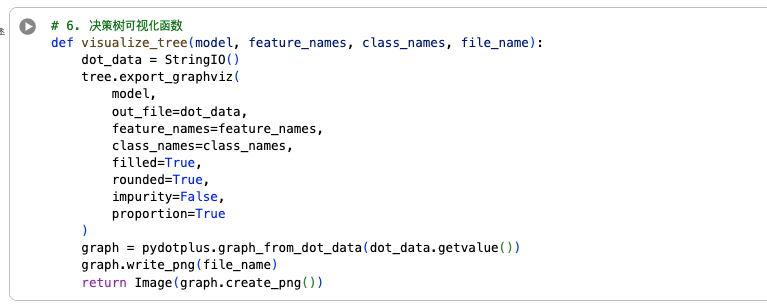 # 6. 决策树可视化函数
def visualize_tree(model, feature_names, class_names, file_name):
    dot_data = StringIO()
    tree.export_graphviz(
        model,
        out_file=dot_data,
        feature_names=feature_names,
        class_names=class_names,
        filled=True,
        rounded=True,
        impurity=False,
        proportion=True
    )
    graph = pydotplus.graph_from_dot_data(dot_data.getvalue())
    graph.write_png(file_name)
    return Image(graph.create_png())